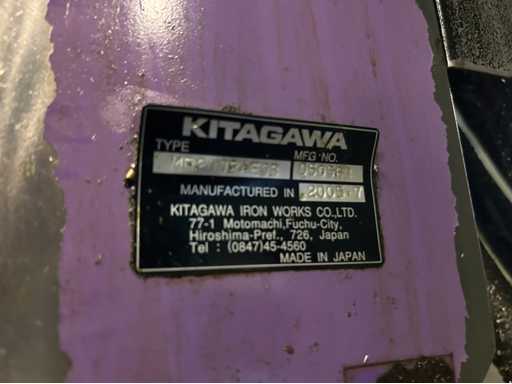 KITAGAWA
TYPE MFG·NO.
MANUFACTURED IN
KITAGAWA IRON WORKS CO.,LTD.
77-1 Motomachi,Fuchu-City,
Hiroshima-Pref., 726, Japan
Tel : (0847)45-4560
MADE IN JAPAN